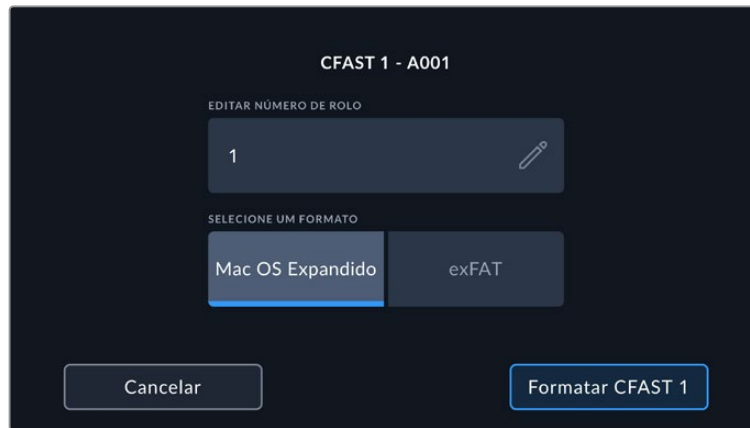 CFAST 1 - A001
EDITAR NÚMERO DE ROLO
1
SELECIONE UM FORMATO
Mac OS Expandido
exFAT
Cancelar
Formatar CFAST 1